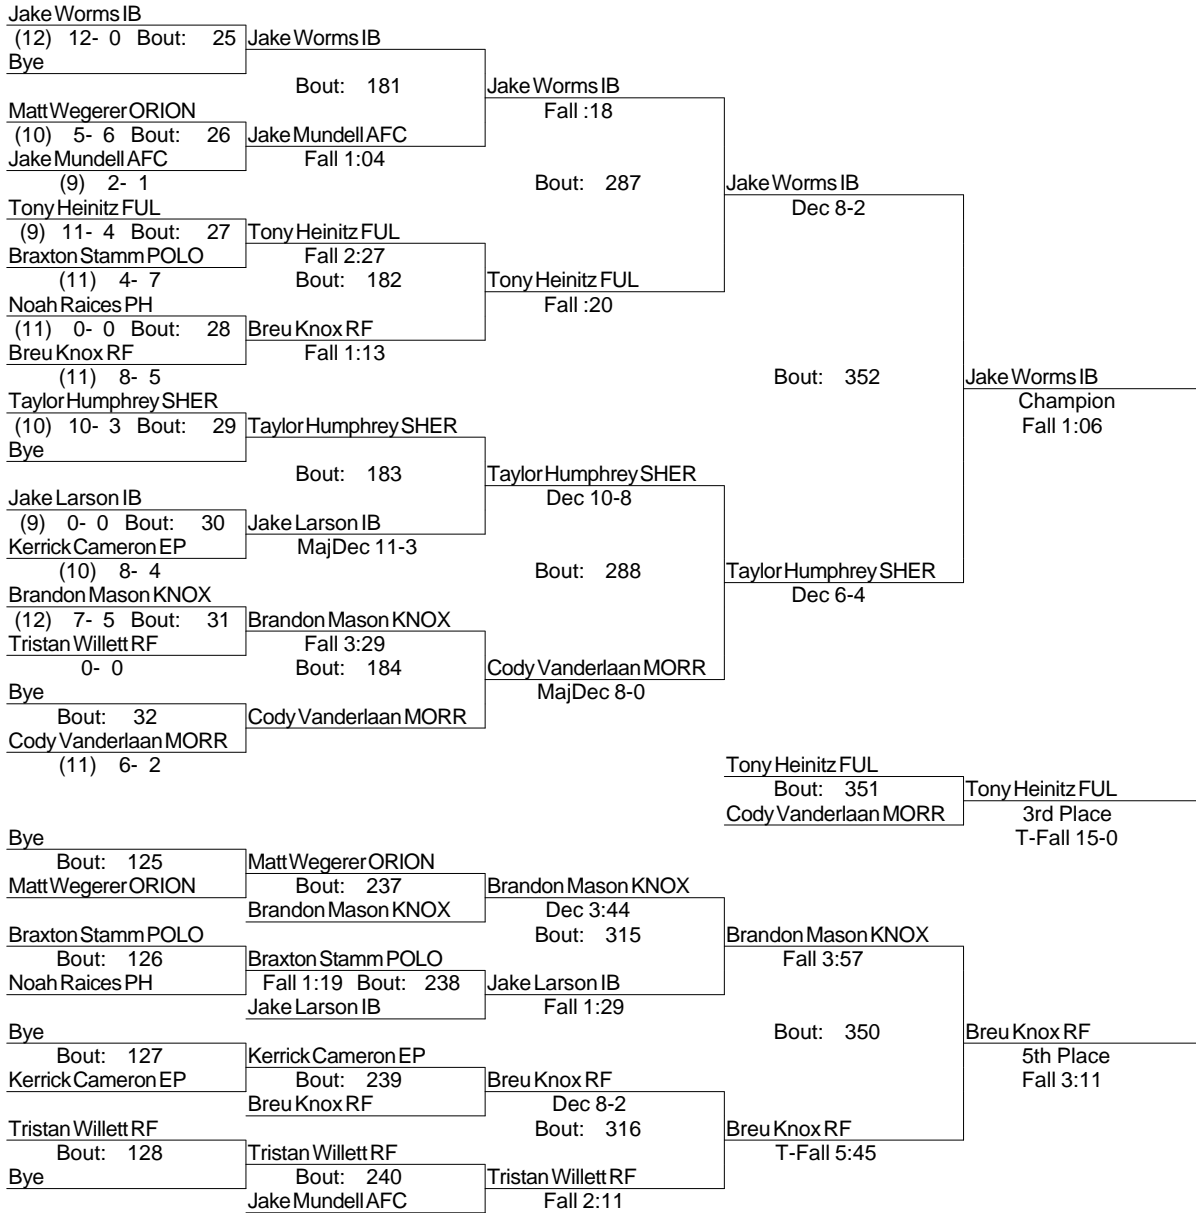 Jake Worms IB
(12) 12- 0 Bout: 25 Jake Worms IB
Bye
Bout: 181 Jake Worms IB
Matt Wegerer ORION Fall :18
(10) 5- 6 Bout: 26 Jake Mundell AFC
Jake Mundell AFC Fall 1:04
(9) 2- 1 Bout: 287 Jake Worms IB
Tony Heinitz FUL Dec 8-2
(9) 11- 4 Bout: 27 Tony Heinitz FUL
Braxton Stamm POLO Fall 2:27
(11) 4- 7 Bout: 182 Tony Heinitz FUL
Noah Raices PH Fall :20
(11) 0- 0 Bout: 28 Breu Knox RF
Breu Knox RF Fall 1:13
(11) 8- 5 Bout: 352 Jake Worms IB
Taylor Humphrey SHER Champion
(10) 10- 3 Bout: 29 Taylor Humphrey SHER Fall 1:06
Bye
Bout: 183 Taylor Humphrey SHER
Jake Larson IB Dec 10-8
(9) 0- 0 Bout: 30 Jake Larson IB
Kerrick Cameron EP MajDec 11-3
(10) 8- 4 Bout: 288 Taylor Humphrey SHER
Brandon Mason KNOX Dec 6-4
(12) 7- 5 Bout: 31 Brandon Mason KNOX
Tristan Willett RF Fall 3:29
0- 0 Bout: 184 Cody Vanderlaan MORR
Bye MajDec 8-0
Bout: 32 Cody Vanderlaan MORR
Cody Vanderlaan MORR
(11) 6- 2 Tony Heinitz FUL
Bout: 351 Tony Heinitz FUL
Cody Vanderlaan MORR 3rd Place
Bye T-Fall 15-0
Bout: 125 Matt Wegerer ORION
Matt Wegerer ORION Bout: 237 Brandon Mason KNOX
Brandon Mason KNOX Dec 3:44
Braxton Stamm POLO Bout: 315 Brandon Mason KNOX
Bout: 126 Braxton Stamm POLO Fall 3:57
Noah Raices PH Fall 1:19 Bout: 238 Jake Larson IB
Jake Larson IB Fall 1:29
Bye Bout: 350 Breu Knox RF
Bout: 127 Kerrick Cameron EP 5th Place
Kerrick Cameron EP Bout: 239 Breu Knox RF Fall 3:11
Breu Knox RF Dec 8-2
Tristan Willett RF Bout: 316 Breu Knox RF
Bout: 128 Tristan Willett RF T-Fall 5:45
Bye Bout: 240 Tristan Willett RF
Jake Mundell AFC Fall 2:11